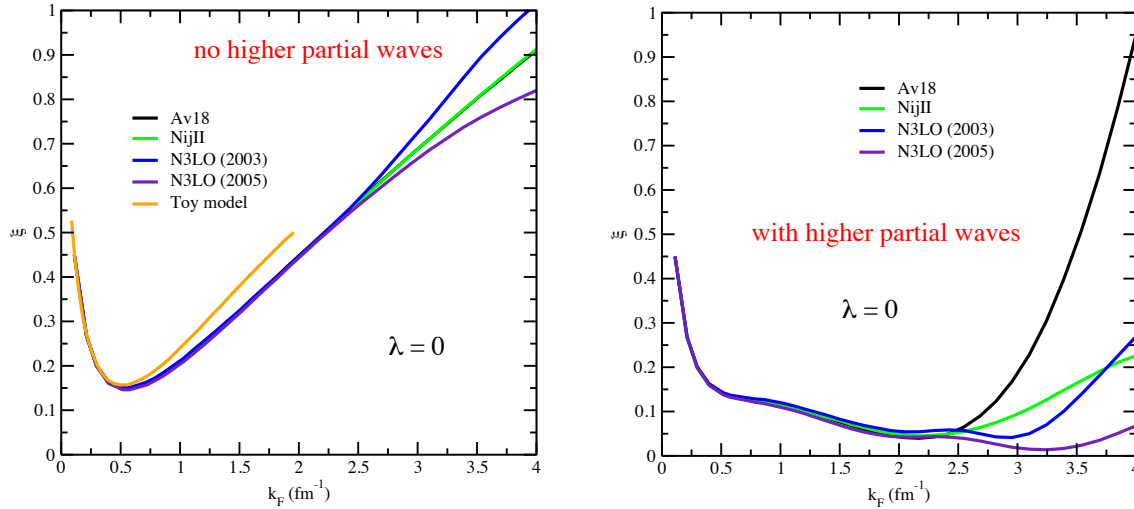 1
no higher partial waves
0.9
0.8
Av18
NijII
N3LO (2003)
N3LO (2005)
Toy model
0.7
0.6
ξ
0.5
0.4
0.3
λ = 0
0.2
0.1
0
0 0.5 1 1.5 2 2.5 3 3.5 4
k_F (fm⁻¹)
1
0.9
0.8
Av18
NijII
N3LO (2003)
N3LO (2005)
0.7
0.6
ξ
0.5
with higher partial waves
0.4
λ = 0
0.3
0.2
0.1
0
0 0.5 1 1.5 2 2.5 3 3.5 4
k_F (fm⁻¹)